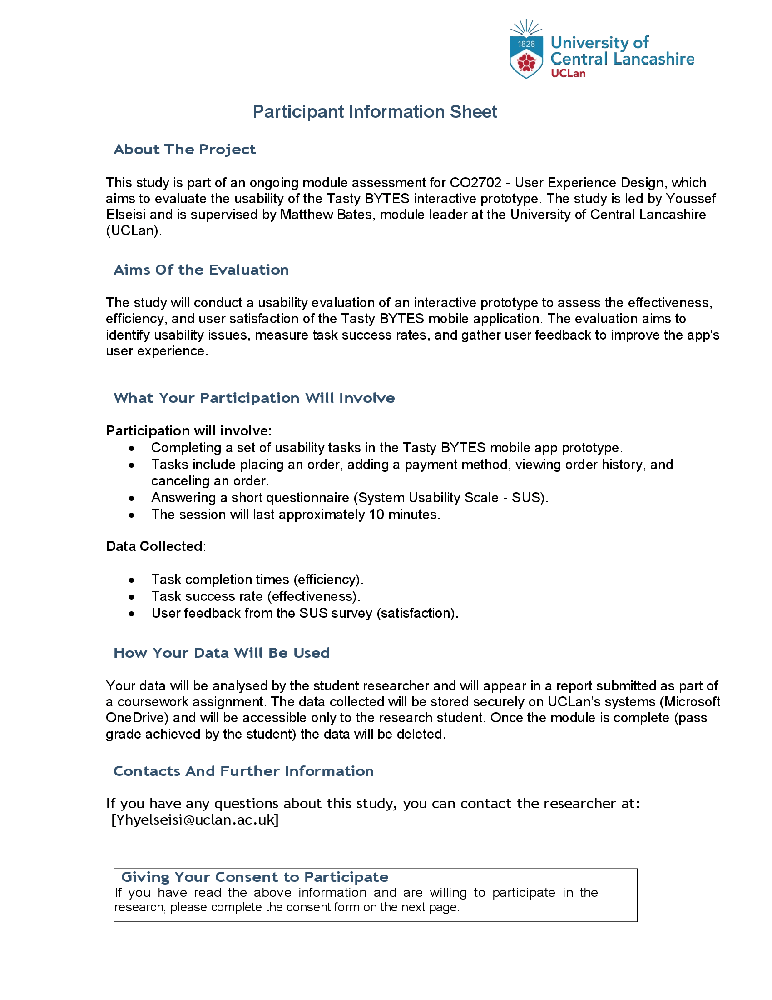 1828
University of
Central Lancashire
UCLan
Participant Information Sheet
About The Project
This study is part of an ongoing module assessment for CO2702 - User Experience Design, which
aims to evaluate the usability of the Tasty BYTES interactive prototype. The study is led by Youssef
Elseisi and is supervised by Matthew Bates, module leader at the University of Central Lancashire
(UCLan).
Aims Of the Evaluation
The study will conduct a usability evaluation of an interactive prototype to assess the effectiveness,
efficiency, and user satisfaction of the Tasty BYTES mobile application. The evaluation aims to
identify usability issues, measure task success rates, and gather user feedback to improve the app's
user experience.
What Your Participation Will Involve
Participation will involve:
• Completing a set of usability tasks in the Tasty BYTES mobile app prototype.
• Tasks include placing an order, adding a payment method, viewing order history, and
canceling an order.
• Answering a short questionnaire (System Usability Scale - SUS).
• The session will last approximately 10 minutes.
Data Collected:
• Task completion times (efficiency).
• Task success rate (effectiveness).
• User feedback from the SUS survey (satisfaction).
How Your Data Will Be Used
Your data will be analysed by the student researcher and will appear in a report submitted as part of
a coursework assignment. The data collected will be stored securely on UCLan’s systems (Microsoft
OneDrive) and will be accessible only to the research student. Once the module is complete (pass
grade achieved by the student) the data will be deleted.
Contacts And Further Information
If you have any questions about this study, you can contact the researcher at:
[Yhyelseisi@uclan.ac.uk]
Giving Your Consent to Participate
If you have read the above information and are willing to participate in the
research, please complete the consent form on the next page.